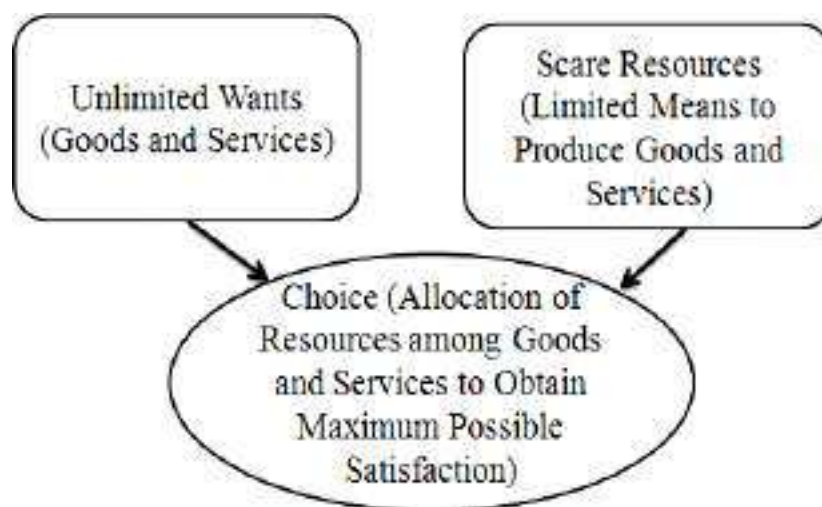 Unlimited Wants
(Goods and Services)
Scare Resources
(Limited Means to
Produce Goods and
Services)
Choice (Allocation of
Resources among Goods
and Services to Obtain
Maximum Possible
Satisfaction)